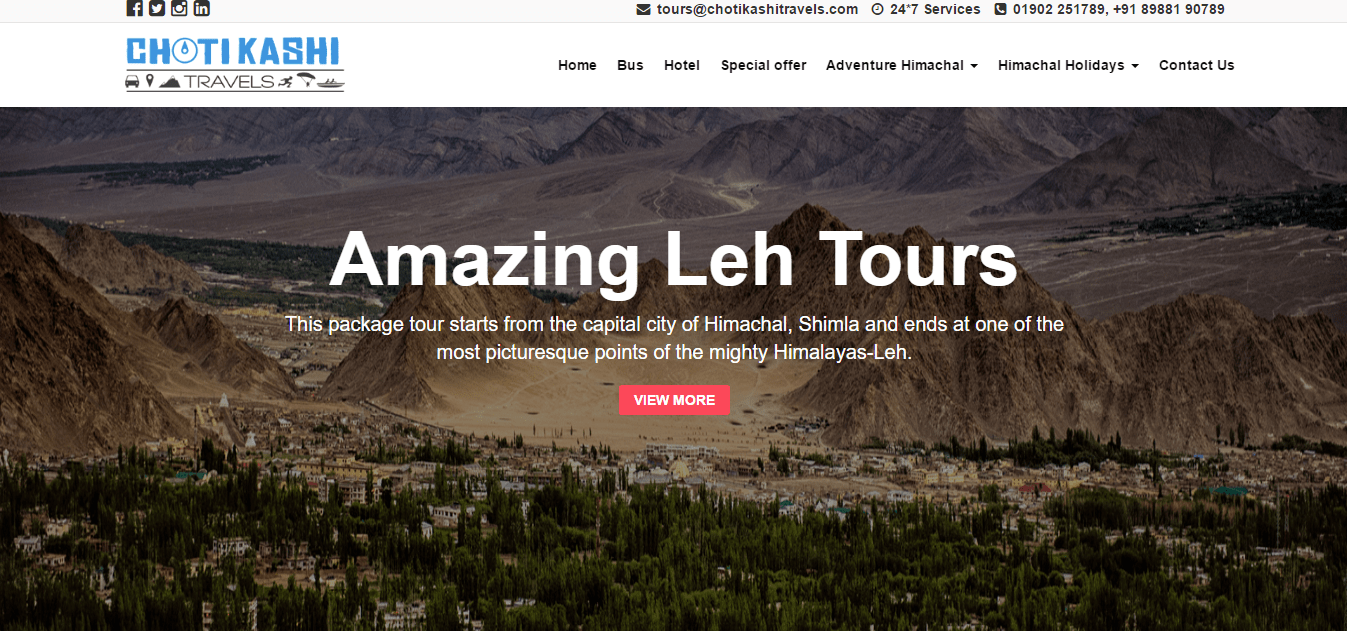 tours@chotikashitravels.com 24*7 Services 01902 251789, +91 89881 90789
CHOTI KASHI
TRAVELS
Home Bus Hotel Special offer Adventure Himachal Himachal Holidays Contact Us
Amazing Leh Tours
This package tour starts from the capital city of Himachal, Shimla and ends at one of the
most picturesque points of the mighty Himalayas-Leh.
VIEW MORE